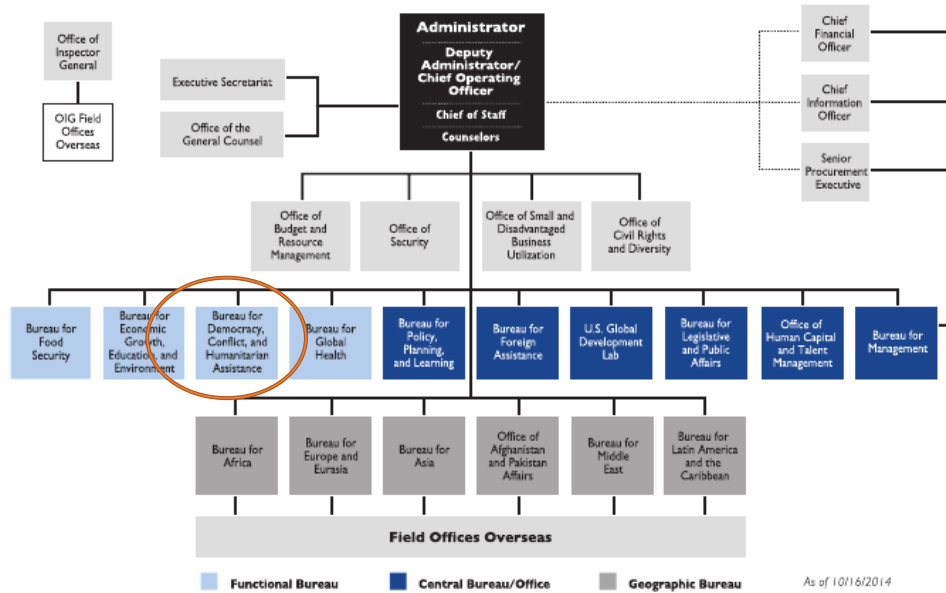 Office of
Inspector
General
OIG Field
Offices
Overseas
Executive Secretariat
Office of the
General Counsel
Administrator
Deputy
Administrator/
Chief Operating
Officer
Chief of Staff
Counselors
Chief
Financial
Officer
Chief
Information
Officer
Senior
Procurement
Executive
Office of
Budget and
Resource
Management
Office of
Security
Office of Small and
Disadvantaged
Business
Utilization
Office of
Civil Rights
and Diversity
Bureau for
Food
Security
Bureau for
Economic
Growth,
Education, and
Environment
Bureau for
Democracy,
Conflict, and
Humanitarian
Assistance
Bureau for
Global
Health
Bureau for
Policy,
Planning,
and Learning
Bureau for
Foreign
Assistance
U.S. Global
Development
Lab
Bureau for
Legislative
and Public
Affairs
Office of
Human Capital
and Talent
Management
Bureau for
Management
Bureau for
Africa
Bureau for
Europe and
Eurasia
Bureau for
Asia
Office of
Afghanistan
and Pakistan
Affairs
Bureau for
Middle
East
Bureau for
Latin America
and the
Caribbean
Field Offices Overseas
Functional Bureau
Central Bureau/Office
Geographic Bureau
As of 10/16/2014